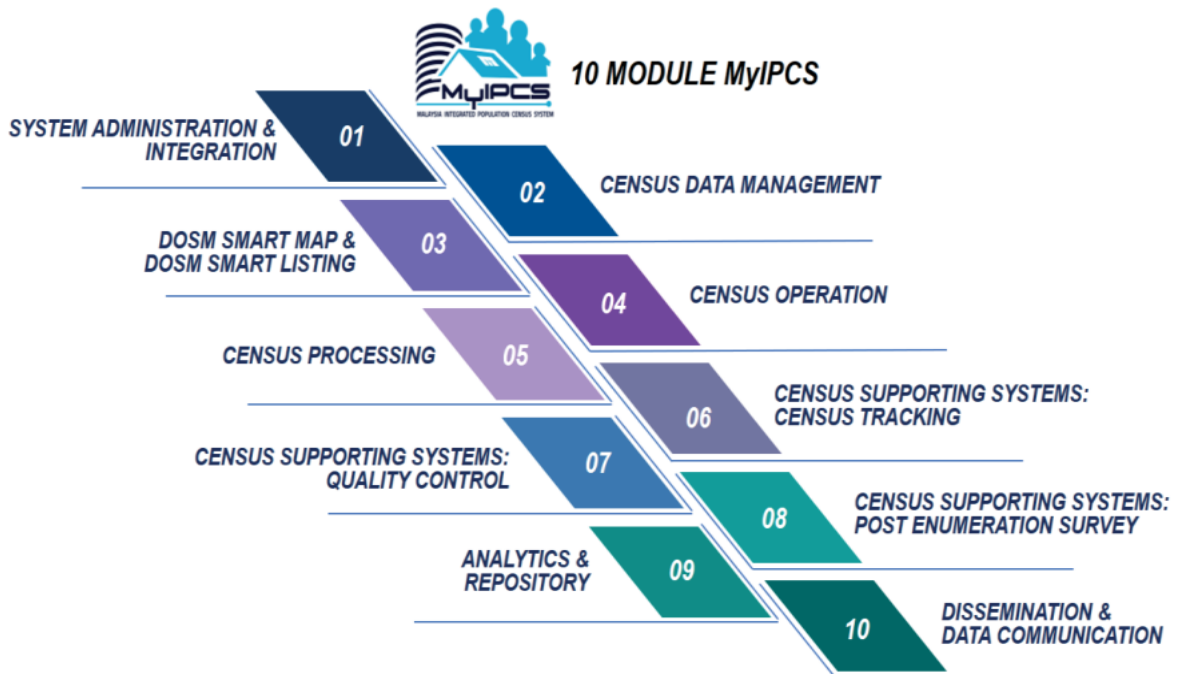 MyIPCS
MALAYSIA INTEGRATED POPULATION CENSUS SYSTEM
10 MODULE MyIPCS
SYSTEM ADMINISTRATION &
INTEGRATION
01
02
CENSUS DATA MANAGEMENT
DOSM SMART MAP &
DOSM SMART LISTING
03
04
CENSUS OPERATION
CENSUS PROCESSING
05
06
CENSUS SUPPORTING SYSTEMS:
CENSUS TRACKING
CENSUS SUPPORTING SYSTEMS:
QUALITY CONTROL
07
08
CENSUS SUPPORTING SYSTEMS:
POST ENUMERATION SURVEY
ANALYTICS &
REPOSITORY
09
10
DISSEMINATION &
DATA COMMUNICATION